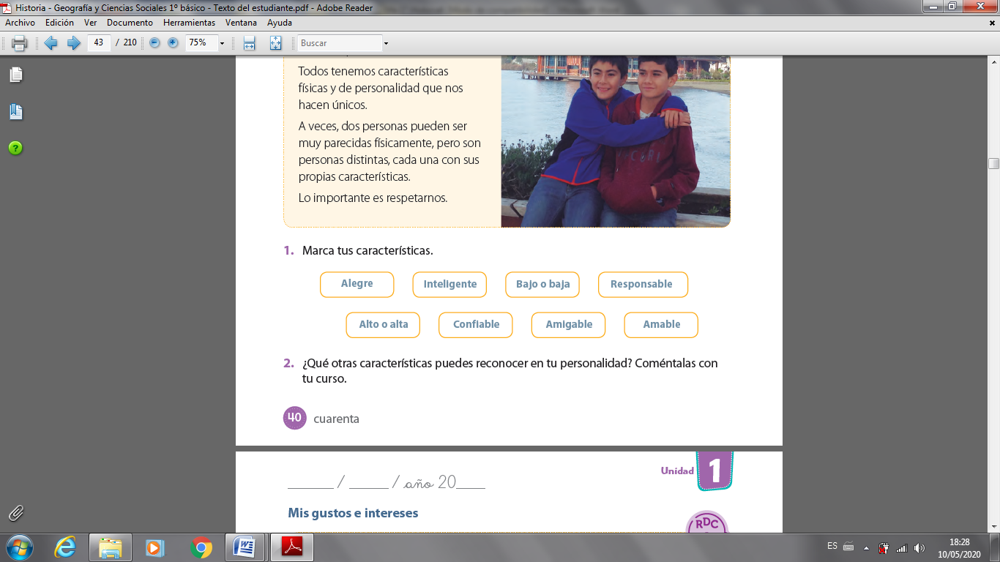 Historia - Geografía y Ciencias Sociales 1º básico - Texto del estudiante.pdf - Adobe Reader
Archivo Edición Ver Documento Herramientas Ventana Ayuda
43 / 210 75% Buscar
Todos tenemos características
físicas y de personalidad que nos
hacen únicos.
A veces, dos personas pueden ser
muy parecidas físicamente, pero son
personas distintas, cada una con sus
propias características.
Lo importante es respetarnos.
1. Marca tus características.
Alegre Inteligente Bajo o baja Responsable
Alto o alta Confiable Amigable Amable
2. ¿Qué otras características puedes reconocer en tu personalidad? Coméntalas con
tu curso.
40 cuarenta
Unidad 1
______ / _____ / año 20____
Mis gustos e intereses
RDC
ES 18:28
10/05/2020